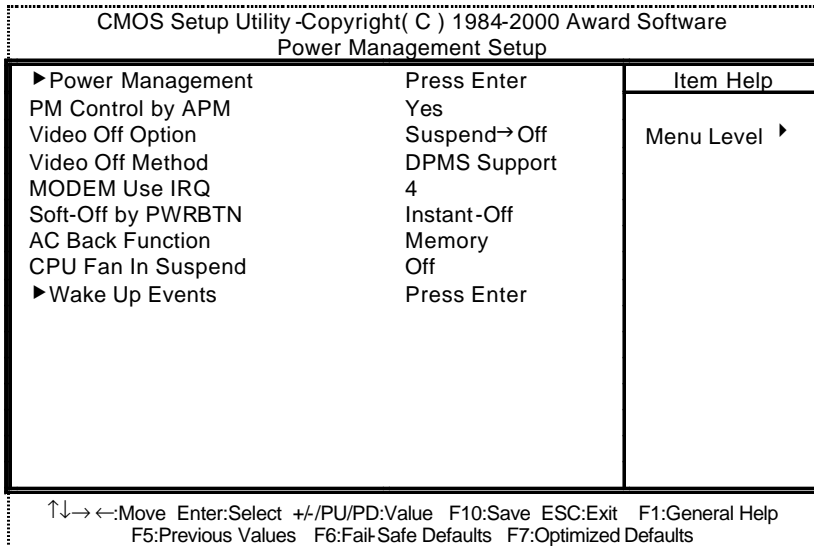 CMOS Setup Utility -Copyright( C ) 1984-2000 Award Software
Power Management Setup
▶Power Management Press Enter Item Help
PM Control by APM Yes
Video Off Option Suspend→Off Menu Level ▶
Video Off Method DPMS Support
MODEM Use IRQ 4
Soft-Off by PWRBTN Instant-Off
AC Back Function Memory
CPU Fan In Suspend Off
▶Wake Up Events Press Enter
↑↓→←:Move Enter:Select +/-/PU/PD:Value F10:Save ESC:Exit F1:General Help
F5:Previous Values F6:Fail-Safe Defaults F7:Optimized Defaults